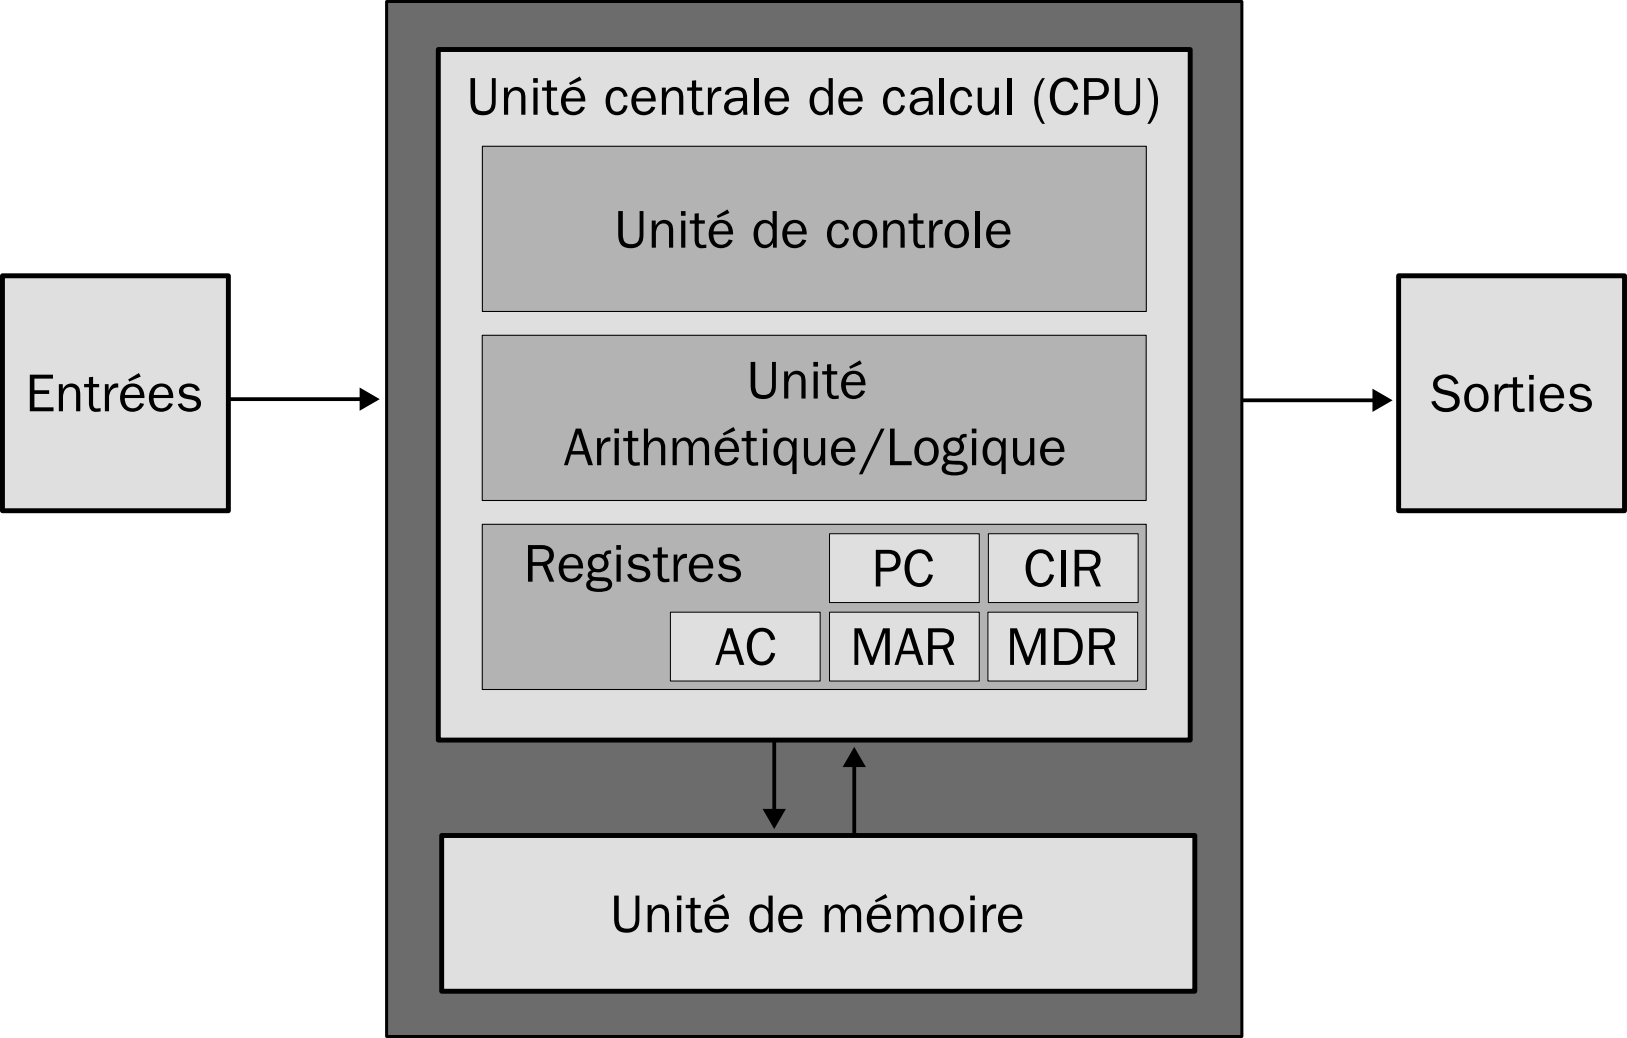 Unité centrale de calcul (CPU)
Unité de controle
Entrées
Unité
Arithmétique/Logique
Sorties
Registres
PC
CIR
AC
MAR
MDR
Unité de mémoire